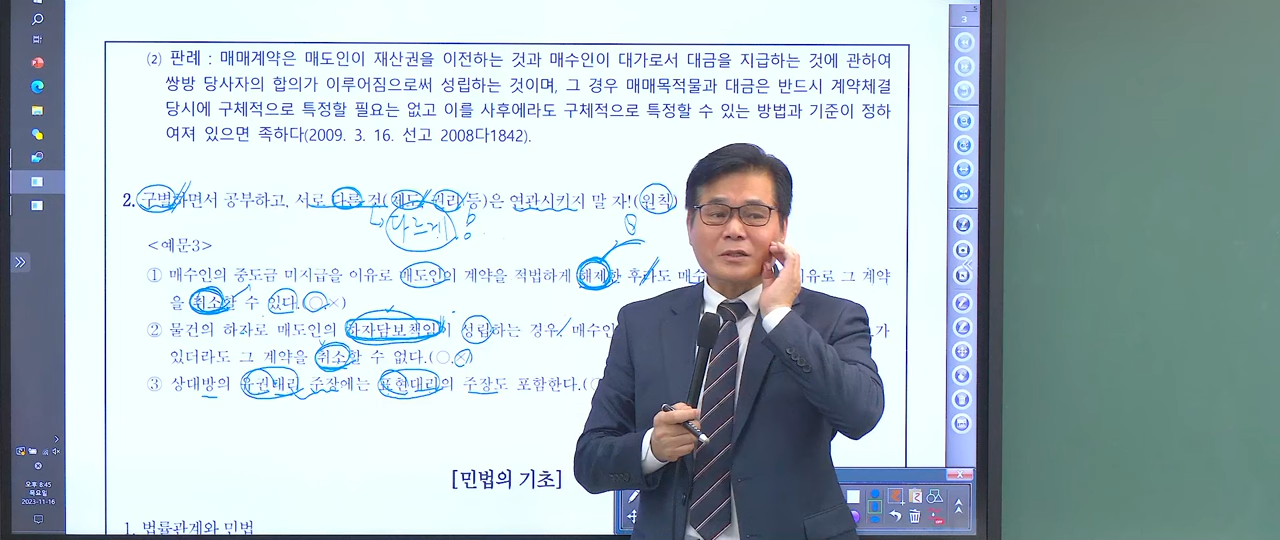 (2) 판례 : 매매계약은 매도인이 재산권을 이전하는 것과 매수인이 대가로서 대금을 지급하는 것에 관하여
쌍방 당사자의 합의가 이루어짐으로써 성립하는 것이며, 그 경우 매매목적물과 대금은 반드시 계약체결
당시에 구체적으로 특정할 필요는 없고 이를 사후에라도 구체적으로 특정할 수 있는 방법과 기준이 정하
여져 있으면 족하다(2009. 3. 16. 선고 2008다1842).
2. 구별하면서 공부하고, 서로 다른 것(제도/원리/등)은 연관시키지 말 자!(원칙)
다르게!
<예문3>
① 매수인의 중도금 미지급을 이유로 매도인이 계약을 적법하게 해제한 후라도 매수 이유로 그 계약
을 취소할 수 있다.(○.×)
② 물건의 하자로 매도인의 하자담보책임이 성립하는 경우, 매수인 가
있더라도 그 계약을 취소할 수 없다.(○.×)
③ 상대방의 유권대리 주장에는 표현대리의 주장도 포함한다.(
[민법의 기초]
1. 법률관계와 민법
3
오후 8:45
목요일
2023-11-16